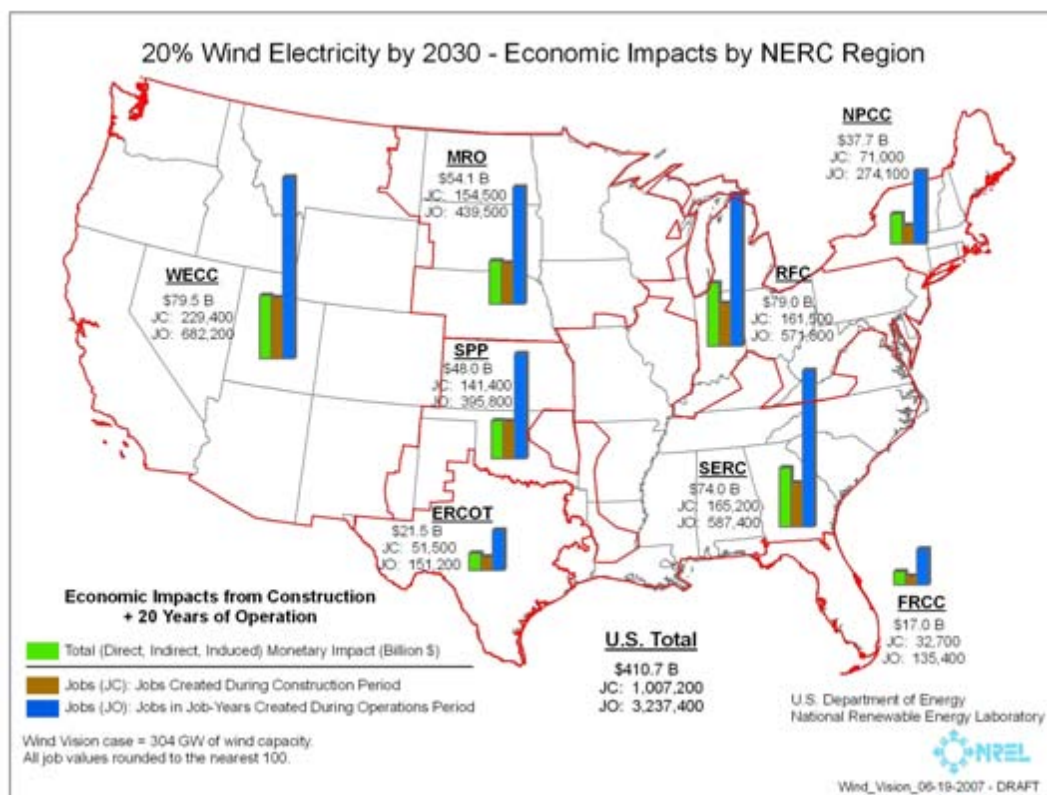 20% Wind Electricity by 2030 - Economic Impacts by NERC Region
NPCC
$37.7 B
JC: 71,000
JO: 274,100
MRO
$54.1 B
JC: 154,500
JO: 439,500
WECC
$79.5 B
JC: 229,400
JO: 682,200
RFC
$79.0 B
JC: 161,500
JO: 571,800
SPP
$48.0 B
JC: 141,400
JO: 395,800
SERC
$74.0 B
JC: 165,200
JO: 587,400
ERCOT
$21.5 B
JC: 51,500
JO: 151,200
FRCC
$17.0 B
JC: 32,700
JO: 135,400
Economic Impacts from Construction
+ 20 Years of Operation
Total (Direct, Indirect, Induced) Monetary Impact (Billion $)
Jobs (JC): Jobs Created During Construction Period
Jobs (JO): Jobs in Job-Years Created During Operations Period
U.S. Total
$410.7 B
JC: 1,007,200
JO: 3,237,400
Wind Vision case = 304 GW of wind capacity.
All job values rounded to the nearest 100.
U.S. Department of Energy
National Renewable Energy Laboratory
NREL
Wind_Vision_06-19-2007 - DRAFT